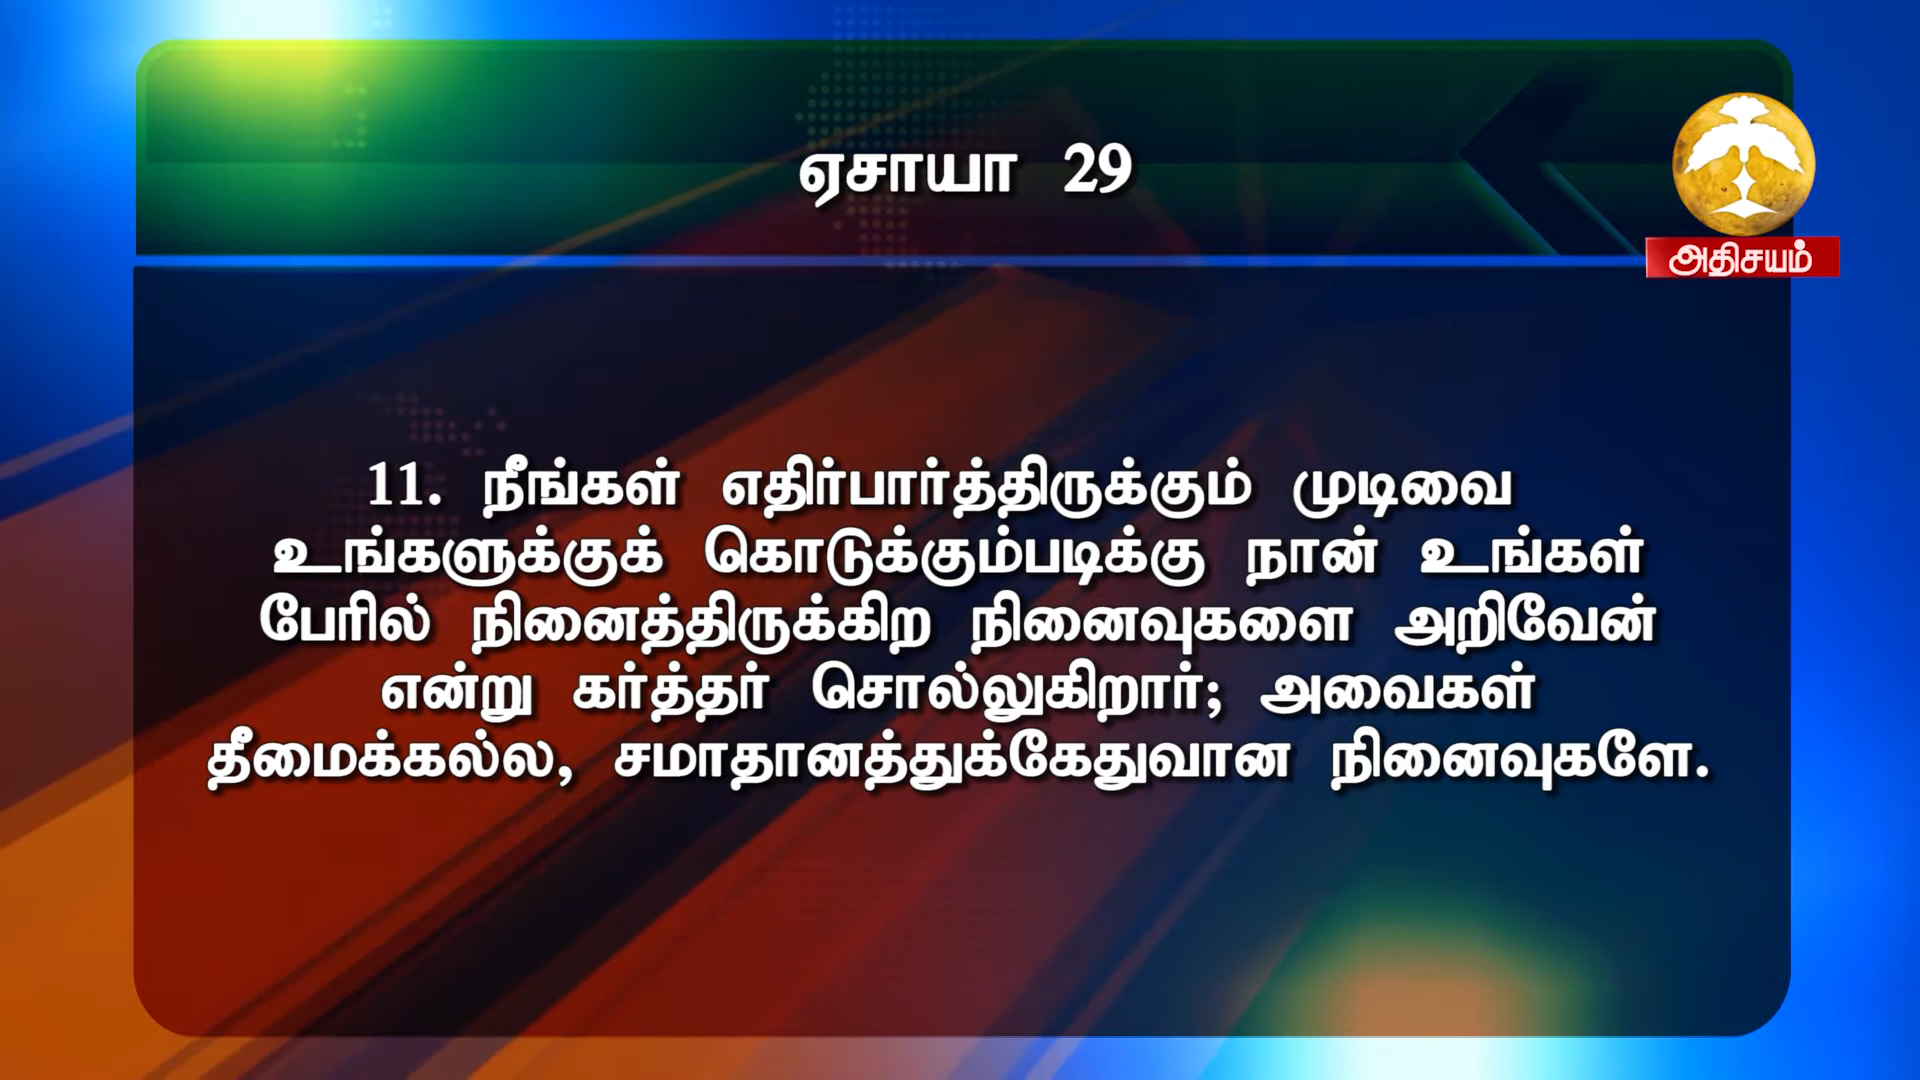 ஏசாயா 29
அதிசயம்
11. நீங்கள் எதிர்பார்த்திருக்கும் முடிவை
உங்களுக்குக் கொடுக்கும்படிக்கு நான் உங்கள்
பேரில் நினைத்திருக்கிற நினைவுகளை அறிவேன்
என்று கர்த்தர் சொல்லுகிறார்; அவைகள்
தீமைக்கல்ல, சமாதானத்துக்கேதுவான நினைவுகளே.